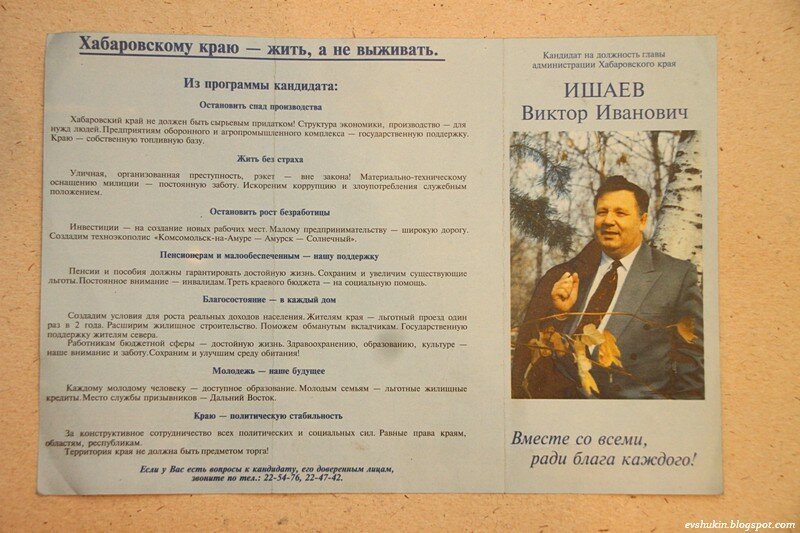 Хабаровскому краю — жить, а не выживать.
Из программы кандидата:
Остановить спад производства
Хабаровский край не должен быть сырьевым придатком! Структура экономики, производство — для
нужд людей. Предприятиям оборонного и агропромышленного комплекса — государственную поддержку.
Краю — собственную топливную базу.
Жить без страха
Уличная, организованная преступность, рэкет — вне закона! Материально-техническому
оснащению милиции — постоянную заботу. Искореним коррупцию и злоупотребления служебным
положением.
Остановить рост безработицы
Инвестиции — на создание новых рабочих мест. Малому предпринимательству — широкую дорогу.
Создадим техноэкополис «Комсомольск-на-Амуре — Амурск — Солнечный».
Пенсионерам и малообеспеченным — нашу поддержку
Пенсии и пособия должны гарантировать достойную жизнь. Сохраним и увеличим существующие
льготы. Постоянное внимание — инвалидам. Треть краевого бюджета — на социальную помощь.
Благосостояние — в каждый дом
Создадим условия для роста реальных доходов населения. Жителям края — льготный проезд один
раз в 2 года. Расширим жилищное строительство. Поможем обманутым вкладчикам. Государственную
поддержку жителям севера.
Работникам бюджетной сферы — достойную жизнь. Здравоохранению, образованию, культуре —
наше внимание и заботу. Сохраним и улучшим среду обитания!
Молодежь — наше будущее
Каждому молодому человеку — доступное образование. Молодым семьям — льготные жилищные
кредиты. Место службы призывников — Дальний Восток.
Краю — политическую стабильность
За конструктивное сотрудничество всех политических и социальных сил. Равные права краям,
областям, республикам.
Территория края не должна быть предметом торга!
Если у Вас есть вопросы к кандидату, его доверенным лицам,
звоните по тел.: 22-54-76, 22-47-42.
Кандидат на должность главы
администрации Хабаровского края
ИШАЕВ
Виктор Иванович
Вместе со всеми,
ради блага каждого!
evshukin.blogspot.com